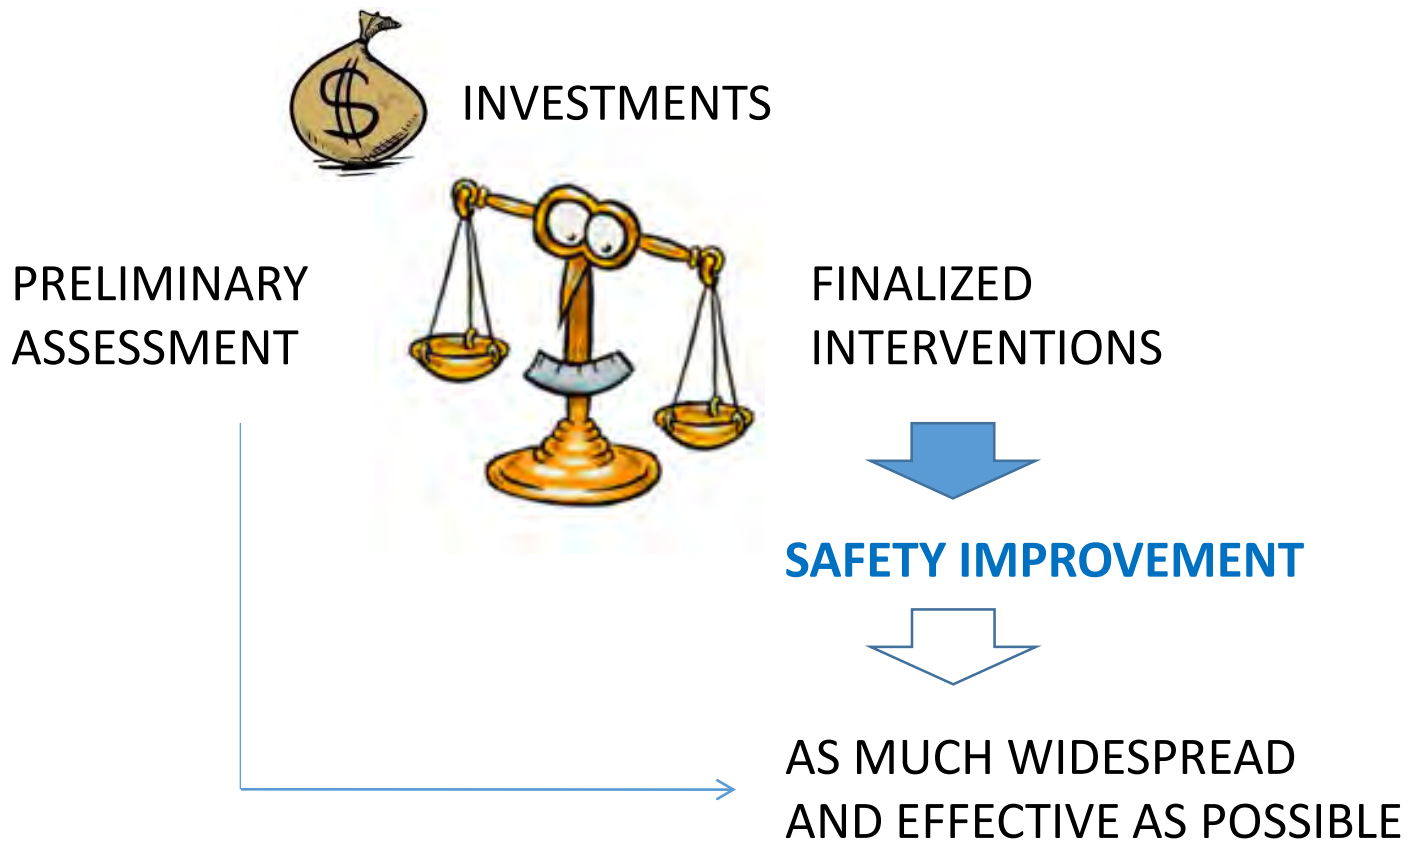 $
INVESTMENTS
PRELIMINARY
ASSESSMENT
FINALIZED
INTERVENTIONS
SAFETY IMPROVEMENT
AS MUCH WIDESPREAD
AND EFFECTIVE AS POSSIBLE